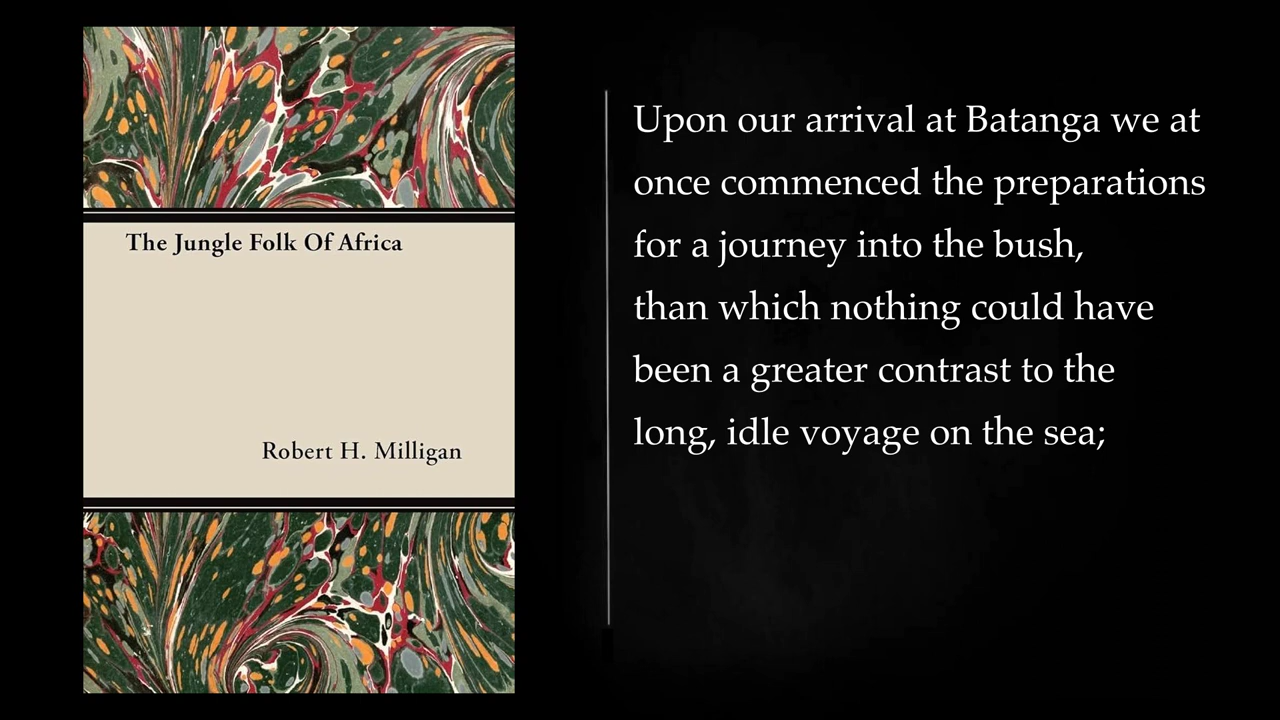 The Jungle Folk Of Africa
Robert H. Milligan
Upon our arrival at Batanga we at
once commenced the preparations
for a journey into the bush,
than which nothing could have
been a greater contrast to the
long, idle voyage on the sea;